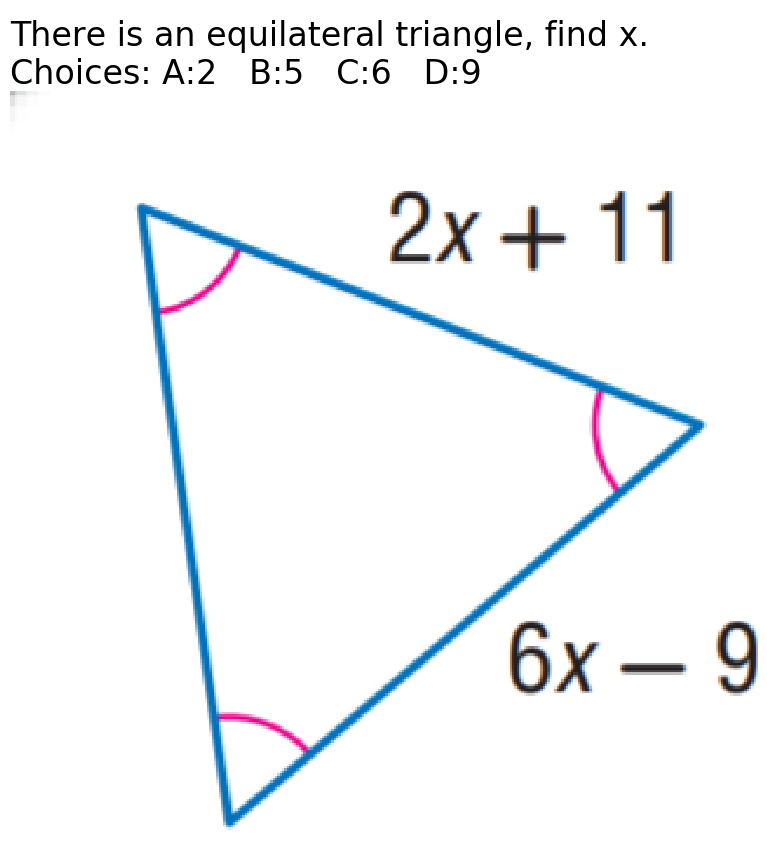 There is an equilateral triangle, find x.
Choices: A:2   B:5   C:6   D:9
2x + 11
6x − 9